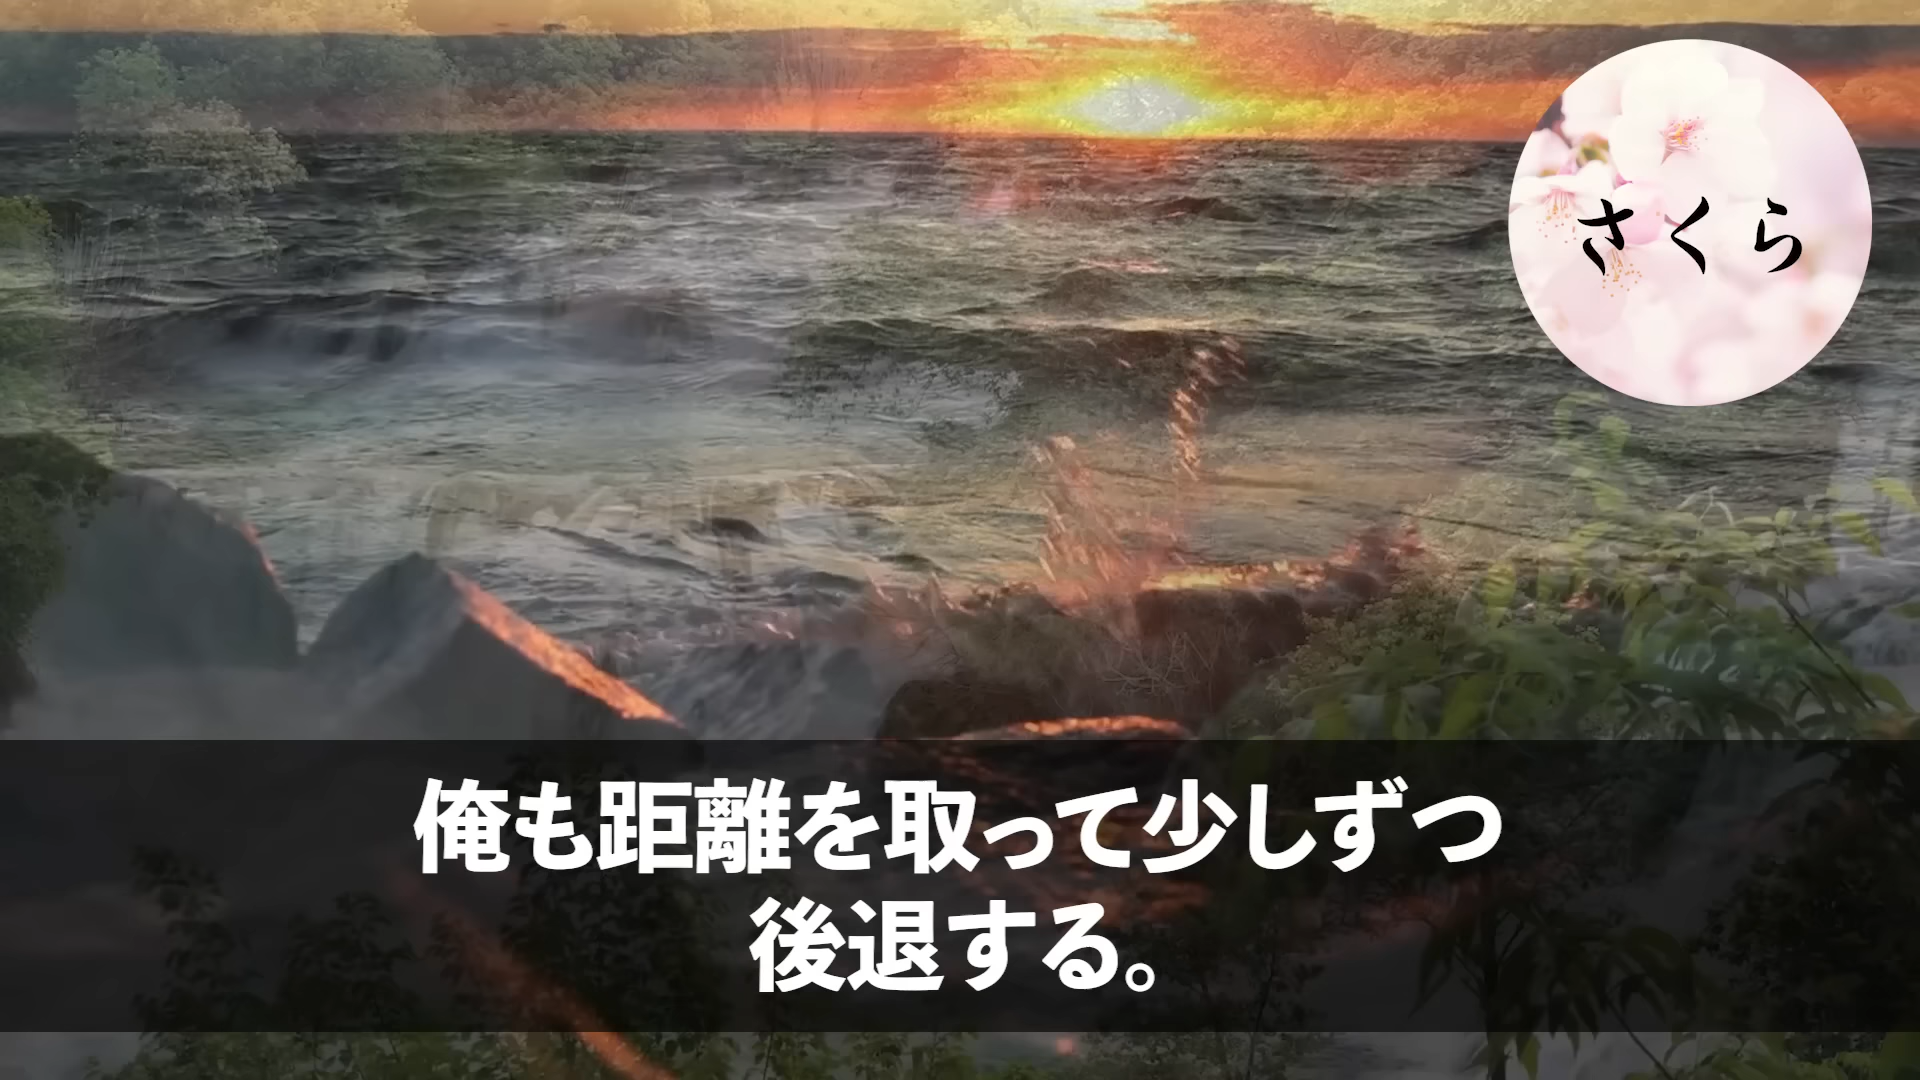 さくら
俺も距離を取って少しずつ
後退する。